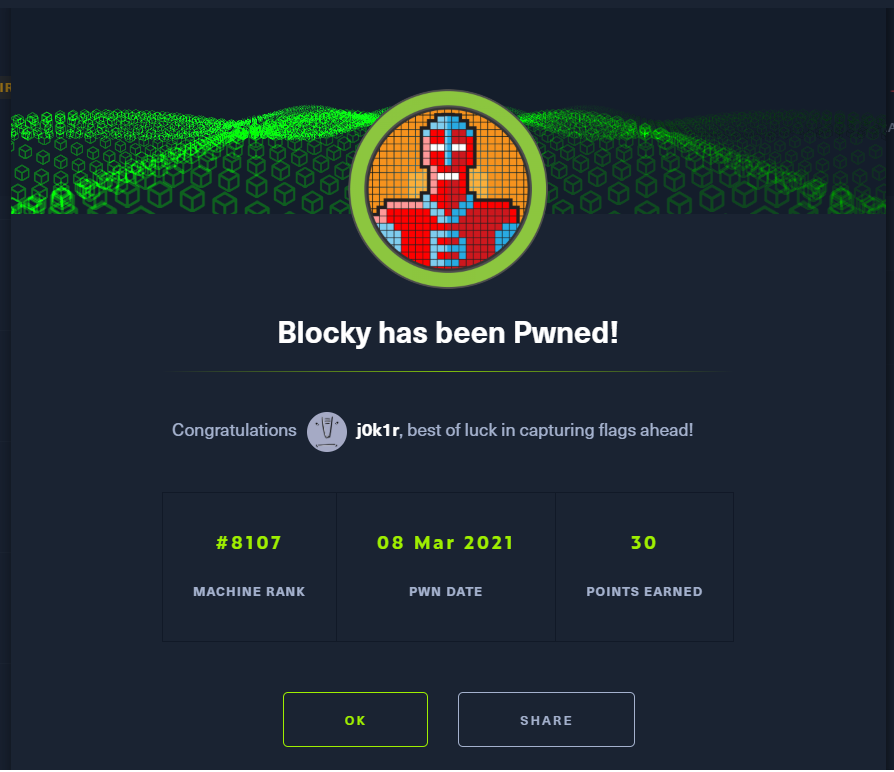 Blocky has been Pwned!
Congratulations j0k1r, best of luck in capturing flags ahead!
#8107 08 Mar 2021 30
MACHINE RANK PWN DATE POINTS EARNED
OK SHARE